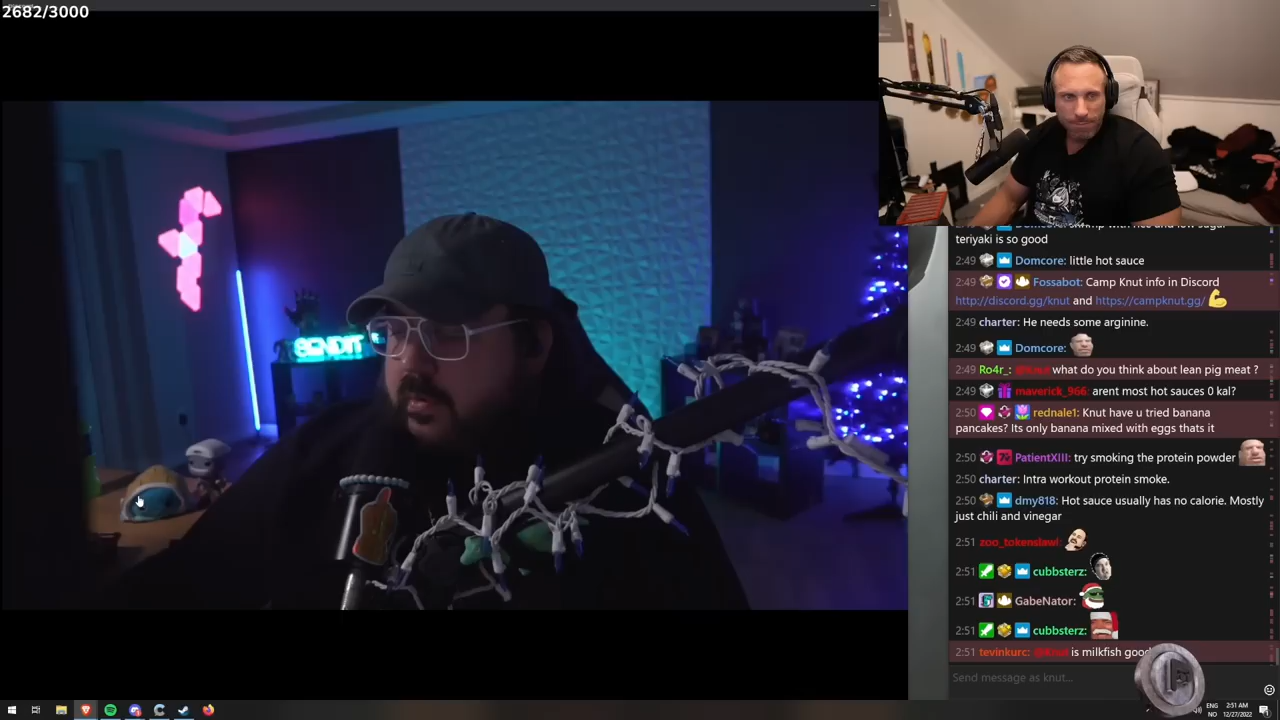 2682/3000
SENDIT
teriyaki is so good
2:49 Domcore: little hot sauce
2:49 Fossabot: Camp Knut info in Discord
http://discord.gg/knut and https://campknut.gg/
2:49 charter: He needs some arginine.
2:49 Domcore:
2:49 Ro4r_: @Knut what do you think about lean pig meat ?
2:49 maverick_966: arent most hot sauces 0 kal?
2:50 rednale1: Knut have u tried banana
pancakes? Its only banana mixed with eggs thats it
2:50 PatientXIII: try smoking the protein powder
2:50 charter: Intra workout protein smoke.
2:50 dmy818: Hot sauce usually has no calorie. Mostly
just chili and vinegar
2:51 zoo_tokenslawl:
2:51 cubbsterz:
2:51 GabeNator:
2:51 cubbsterz:
2:51 tevinkurc: @Knut is milkfish good
Send message as knut...
ENG 2:51 AM
NO 12/27/2022